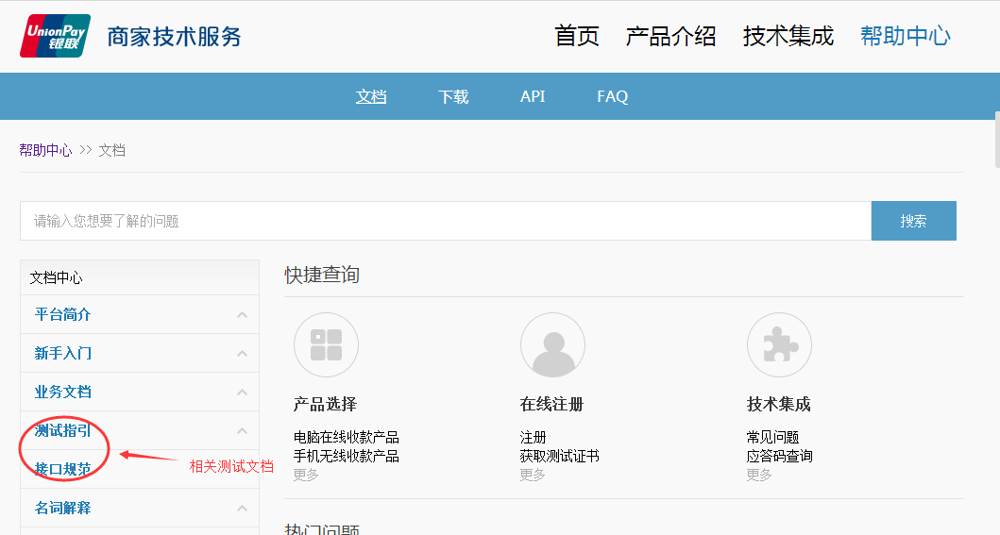 UnionPay
银联
商家技术服务
首页 产品介绍 技术集成 帮助中心
文档 下载 API FAQ
帮助中心 >> 文档
请输入您想要了解的问题 搜索
文档中心
平台简介
新手入门
业务文档
测试指引
接口规范
相关测试文档
名词解释
快捷查询
产品选择
电脑在线收款产品
手机无线收款产品
更多
在线注册
注册
获取测试证书
更多
技术集成
常见问题
应答码查询
更多
热门问题